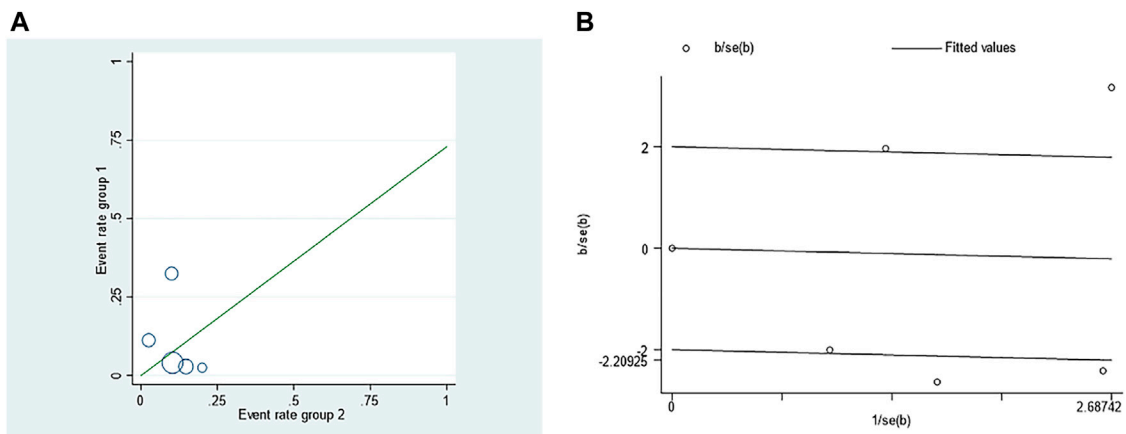 A
B
1
.75
.5
.25
0
Event rate group 1
0
.25
.5
.75
1
Event rate group 2
b/se(b)
Fitted values
2
0
-2
-2.20925
b/se(b)
0
2.68742
1/se(b)